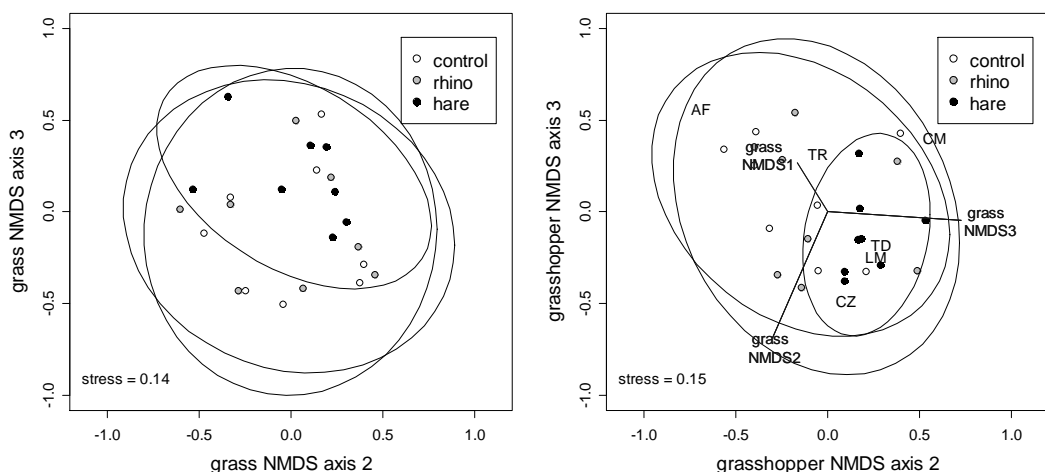 grass NMDS axis 3
1.0
0.5
0.0
-0.5
-1.0
control
rhino
hare
stress = 0.14
-1.0
-0.5
0.0
0.5
1.0
grass NMDS axis 2
grasshopper NMDS axis 3
1.0
0.5
0.0
-0.5
-1.0
control
rhino
hare
AF
TR
CM
grass
NMDS1
grass
NMDS3
TD
LM
CZ
grass
NMDS2
stress = 0.15
-1.0
-0.5
0.0
0.5
1.0
grasshopper NMDS axis 2